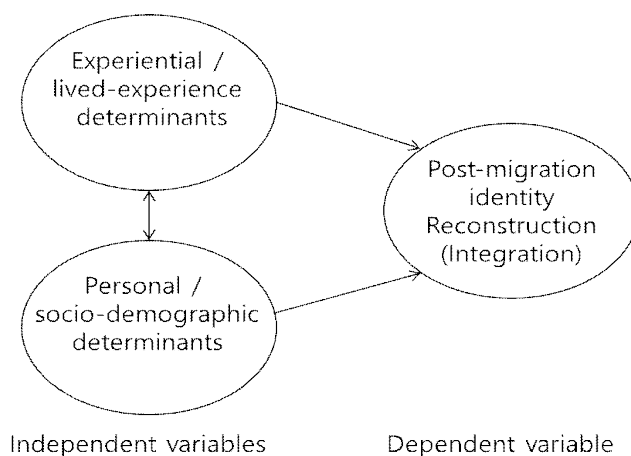 Experiential /
lived-experience
determinants
Post-migration
identity
Reconstruction
(Integration)
Personal /
socio-demographic
determinants
Independent variables
Dependent variable